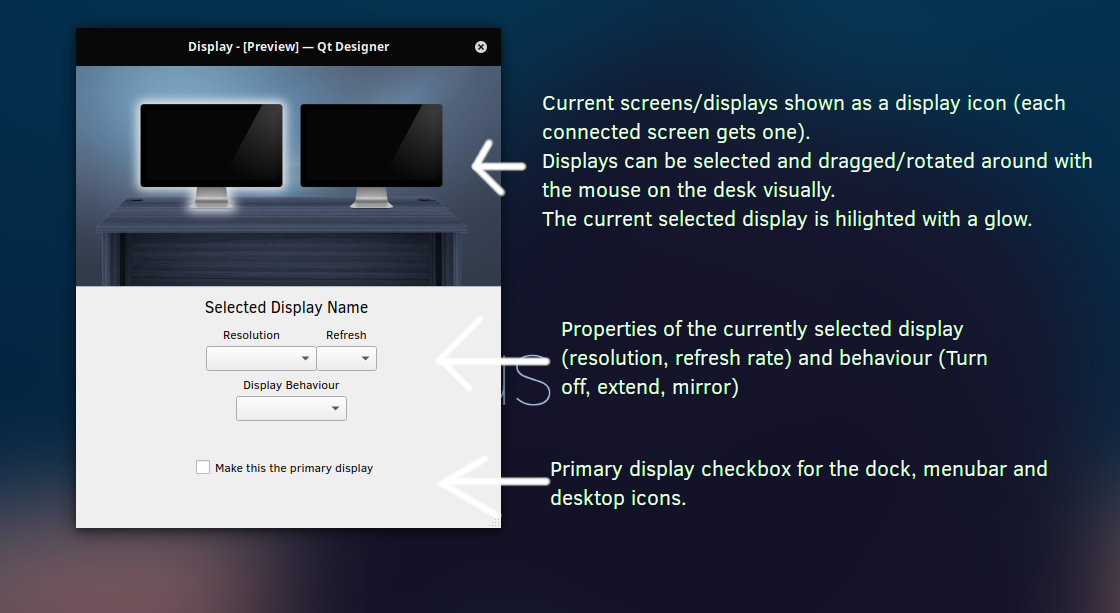 Display - [Preview] — Qt Designer
Current screens/displays shown as a display icon (each
connected screen gets one).
Displays can be selected and dragged/rotated around with
the mouse on the desk visually.
The current selected display is hilighted with a glow.
Selected Display Name
Resolution Refresh
Display Behaviour
Properties of the currently selected display
(resolution, refresh rate) and behaviour (Turn
off, extend, mirror)
Make this the primary display
Primary display checkbox for the dock, menubar and
desktop icons.